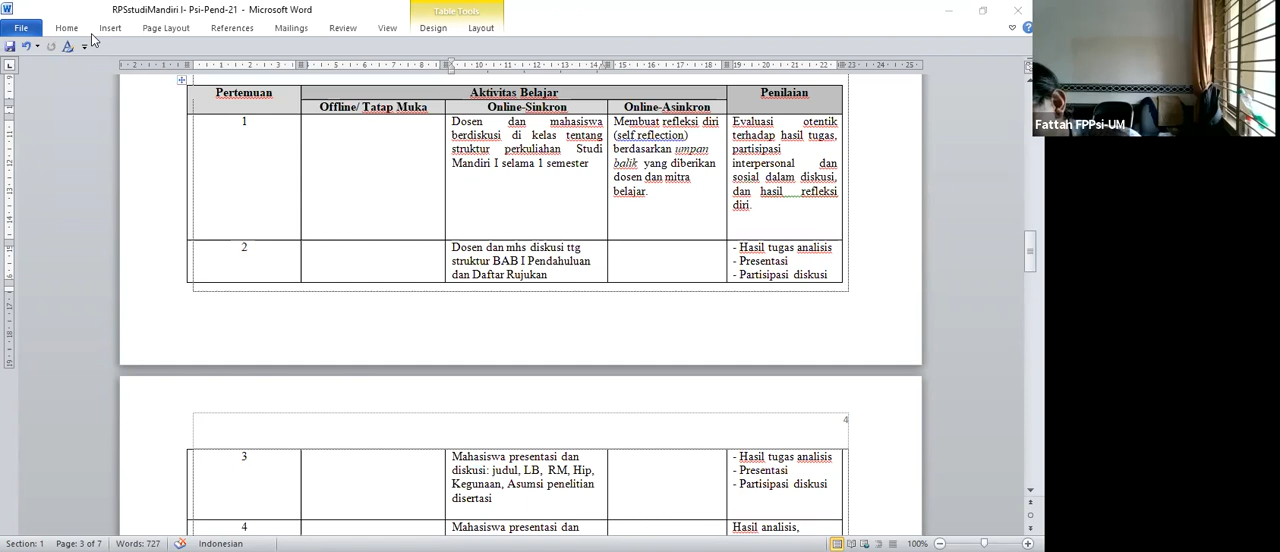 RPSstudiMandiri I- Psi-Pend-21 - Microsoft Word
Table Tools
File Home Insert Page Layout References Mailings Review View Design Layout
Fattah FPPsi-UM
Pertemuan Aktivitas Belajar Penilaian
Offline/ Tatap Muka Online-Sinkron Online-Asinkron
1
Dosen dan mahasiswa
berdiskusi di kelas tentang
struktur perkuliahan Studi
Mandiri I selama 1 semester
Membuat refleksi diri
(self reflection)
berdasarkan umpan
balik yang diberikan
dosen dan mitra
belajar.
Evaluasi otentik
terhadap hasil tugas,
partisipasi
interpersonal dan
sosial dalam diskusi,
dan hasil refleksi
diri.
2
Dosen dan mhs diskusi ttg
struktur BAB I Pendahuluan
dan Daftar Rujukan
- Hasil tugas analisis
- Presentasi
- Partisipasi diskusi
4
3
Mahasiswa presentasi dan
diskusi: judul, LB, RM, Hip,
Kegunaan, Asumsi penelitian
disertasi
- Hasil tugas analisis
- Presentasi
- Partisipasi diskusi
4
Mahasiswa presentasi dan
Hasil analisis,
Section: 1 Page: 3 of 7 Words: 727 Indonesian 100%